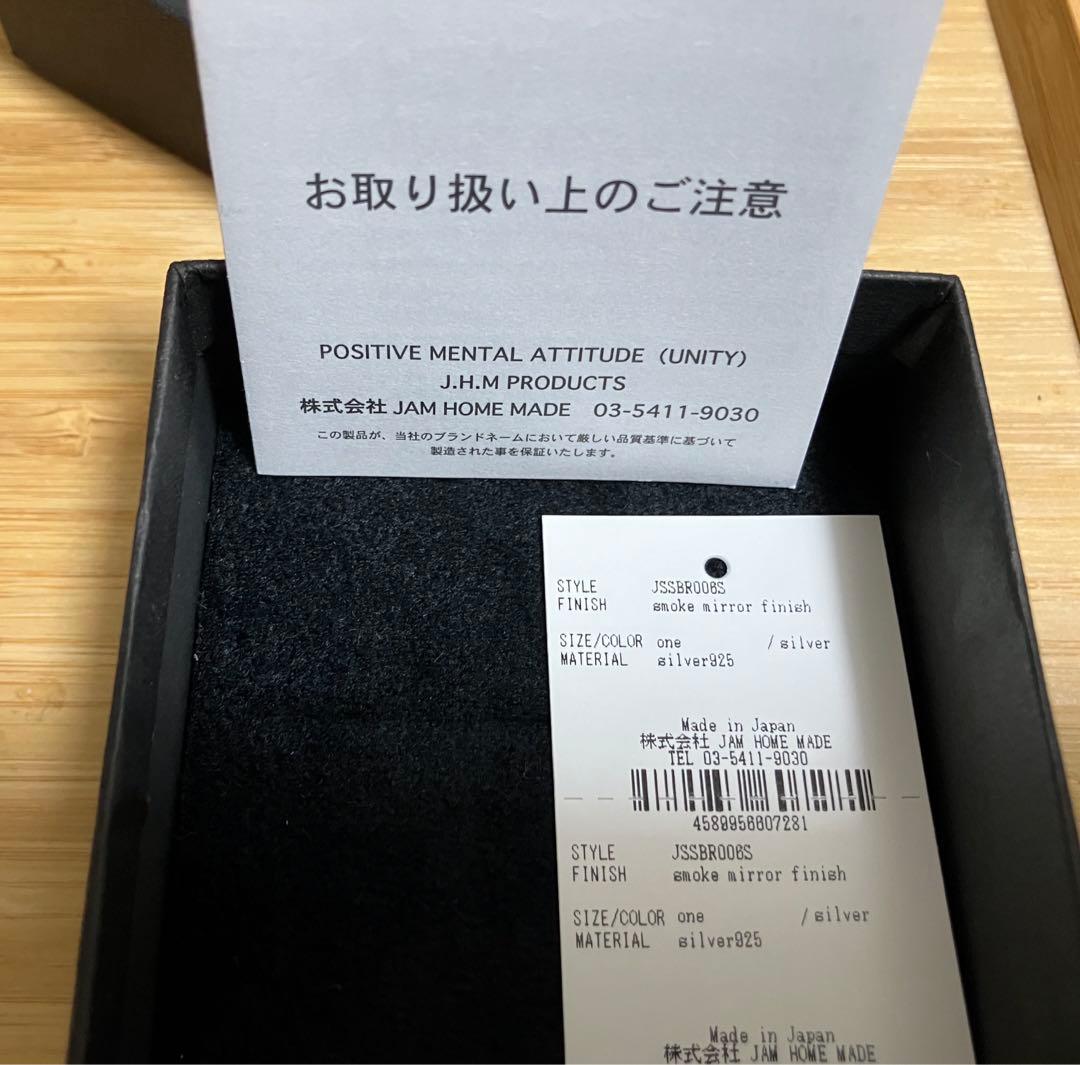 お取り扱い上のご注意
POSITIVE MENTAL ATTITUDE（UNITY）
J.H.M PRODUCTS
株式会社 JAM HOME MADE 03-5411-9030
この製品が、当社のブランドネームにおいて厳しい品質基準に基づいて
製造された事を保証いたします。
STYLE JSSBR006S
FINISH smoke mirror finish
SIZE/COLOR one / silver
MATERIAL silver925
Made in Japan
株式会社 JAM HOME MADE
TEL 03-5411-9030
4589956607281
STYLE JSSBR006S
FINISH smoke mirror finish
SIZE/COLOR one / silver
MATERIAL silver925
Made in Japan
株式会社 JAM HOME MADE